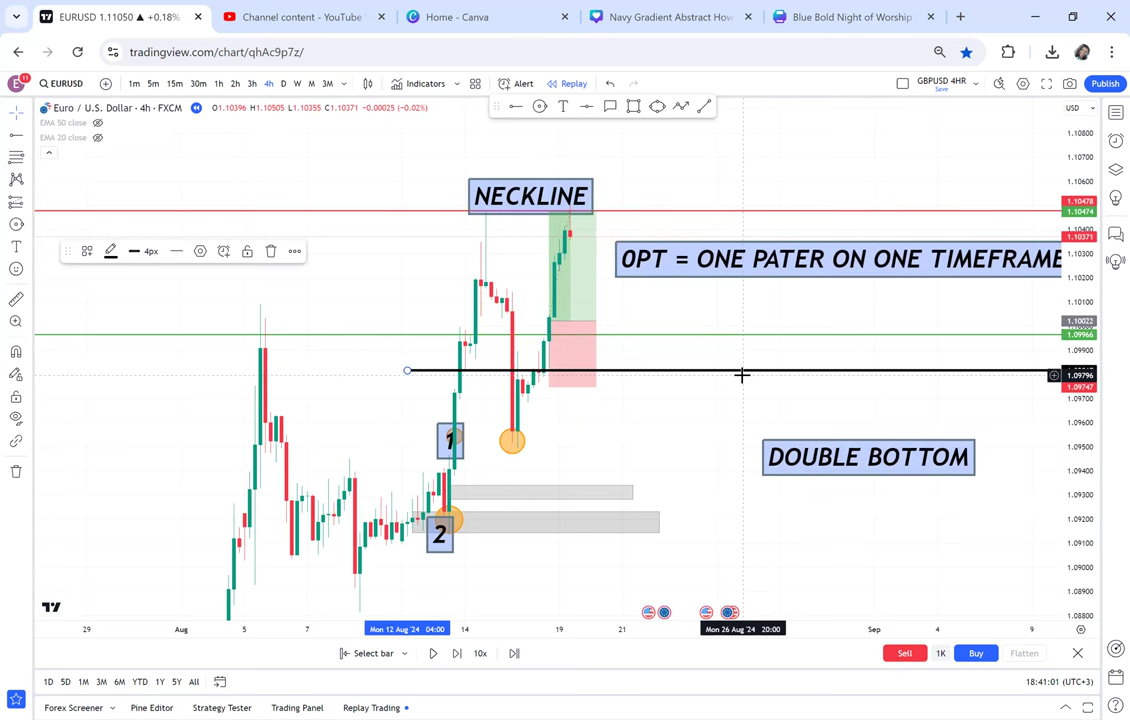 EURUSD 1.11050 ▲ +0.18%
Channel content - YouTube
Home - Canva
Navy Gradient Abstract How
Blue Bold Night of Worship
tradingview.com/chart/qhAc9p7z/
E
11
EURUSD
1m 5m 15m 30m 1h 2h 3h 4h D W M 3M
Indicators
Alert
Replay
GBPUSD 4HR
Save
Publish
Euro / U.S. Dollar · 4h · FXCM
O1.10396 H1.10505 L1.10355 C1.10371 -0.00025 (-0.02%)
USD
EMA 50 close
EMA 20 close
1.10800
1.10700
1.10600
1.10478
1.10474
1.10400
1.10371
1.10300
1.10200
1.10100
1.10022
1.09966
1.09900
1.09796
1.09747
1.09700
1.09600
1.09500
1.09400
1.09300
1.09200
1.09100
1.09000
1.08900
1.08800
NECKLINE
4px
OPT = ONE PATER ON ONE TIMEFRAME
1
DOUBLE BOTTOM
2
29 Aug 5 7 Mon 12 Aug '24 04:00 14 19 21 Mon 26 Aug '24 20:00 Sep 4 9
Select bar
10x
Sell
1K
Buy
Flatten
1D 5D 1M 3M 6M YTD 1Y 5Y All
18:41:01 (UTC+3)
Forex Screener
Pine Editor
Strategy Tester
Trading Panel
Replay Trading